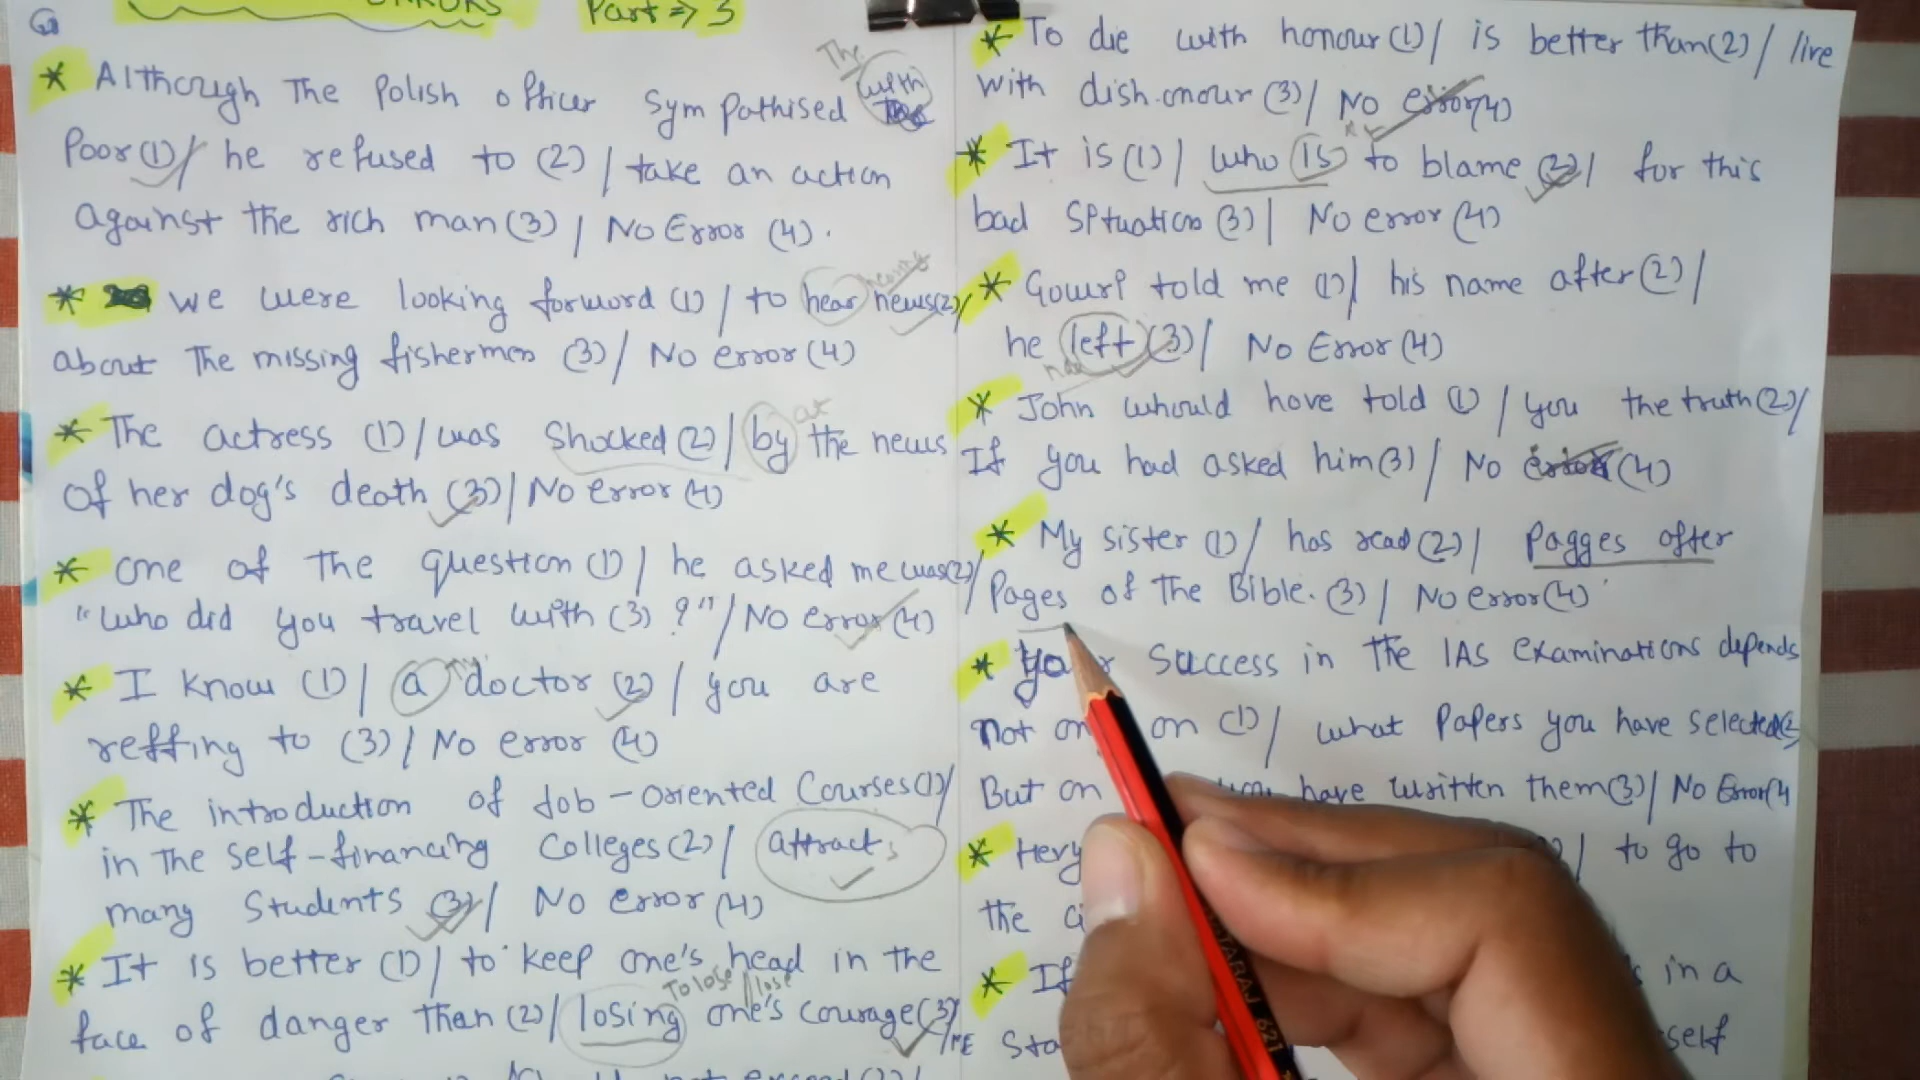 ERRORS Part => 3
The with
* Although The Polish officer Sympathised
Poor (1) / he refused to (2) / take an action
against the rich man (3) / No Error (4).
hearing
* we were looking forword (1) / to hear news (2) /
about The missing fishermen (3) / No error (4)
at
* The actress (1) / was Shocked (2) / by the news
of her dog's death (3) / No error (4)
* one of the question (1) / he asked me was (2) /
"who did you travel with (3) ?" / No error (4)
my
* I know (1) / a doctor (2) / you are
reffing to (3) / No error (4)
* The introduction of Job-oriented Courses (1) /
in The self-financing Colleges (2) / attracts
many Students (3) / No error (4)
* It is better (1) / to keep one's head in the
To lose / lose
face of danger Than (2) / losing one's courage (3) / NE
* To die with honour (1) / is better than (2) / live
with dishonour (3) / No error (4)
* It is (1) / who is to blame (2) / for this
bad Situation (3) / No error (4)
* Gowri told me (1) / his name after (2) /
he left (3) / No Error (4)
* John whould hove told (1) / you the truth (2) /
If you had asked him (3) / No error (4)
* My sister (1) / has read (2) / Pagges after
Pages of The Bible. (3) / No error (4)
* Success in The IAS examinations depends
not on (1) / what Papers you have selected (2)
But on have written them (3) / No Error (4
* / to go to
the
* If in a
self